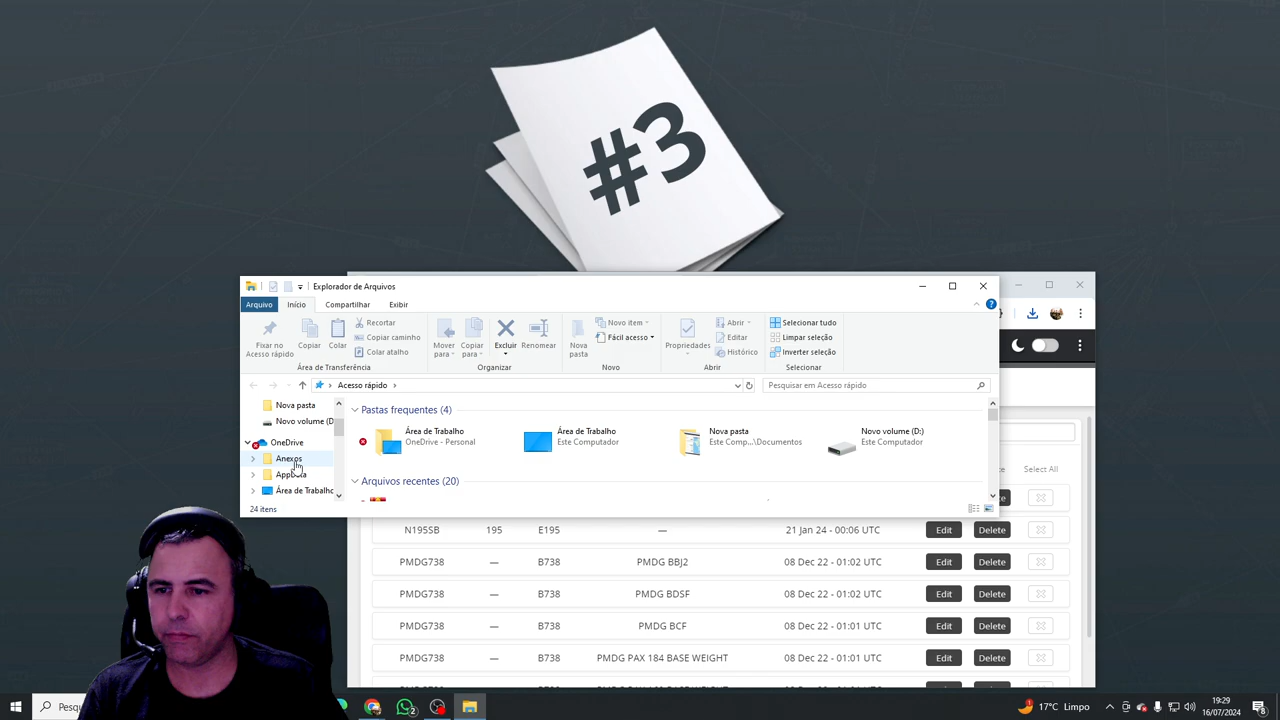 #3
Explorador de Arquivos
Arquivo Início Compartilhar Exibir
Fixar no Acesso rápido
Copiar
Colar
Recortar
Copiar caminho
Colar atalho
Área de Transferência
Mover para
Copiar para
Excluir
Renomear
Organizar
Nova pasta
Novo item
Fácil acesso
Novo
Propriedades
Abrir
Editar
Histórico
Abrir
Selecionar tudo
Limpar seleção
Inverter seleção
Selecionar
Acesso rápido
Pesquisar em Acesso rápido
Nova pasta
Novo volume (D
OneDrive
Anexos
Área de Trabalho
24 itens
Pastas frequentes (4)
Área de Trabalho
OneDrive - Personal
Área de Trabalho
Este Computador
Nova pasta
Este Comp...\Documentos
Novo volume (D:)
Este Computador
Arquivos recentes (20)
Select All
N195SB 195 E195 — 21 Jan 24 - 00:06 UTC Edit Delete
PMDG738 — B738 PMDG BBJ2 08 Dec 22 - 01:02 UTC Edit Delete
PMDG738 — B738 PMDG BDSF 08 Dec 22 - 01:02 UTC Edit Delete
PMDG738 — B738 PMDG BCF 08 Dec 22 - 01:01 UTC Edit Delete
PMDG738 — B738 PMDG PAX 184 BASE WEIGHT 08 Dec 22 - 01:01 UTC Edit Delete
Pesqu
2
17°C Limpo
19:29
16/07/2024
8